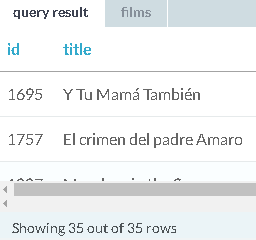 query result films
id title
1695 Y Tu Mamá También
1757 El crimen del padre Amaro
Showing 35 out of 35 rows